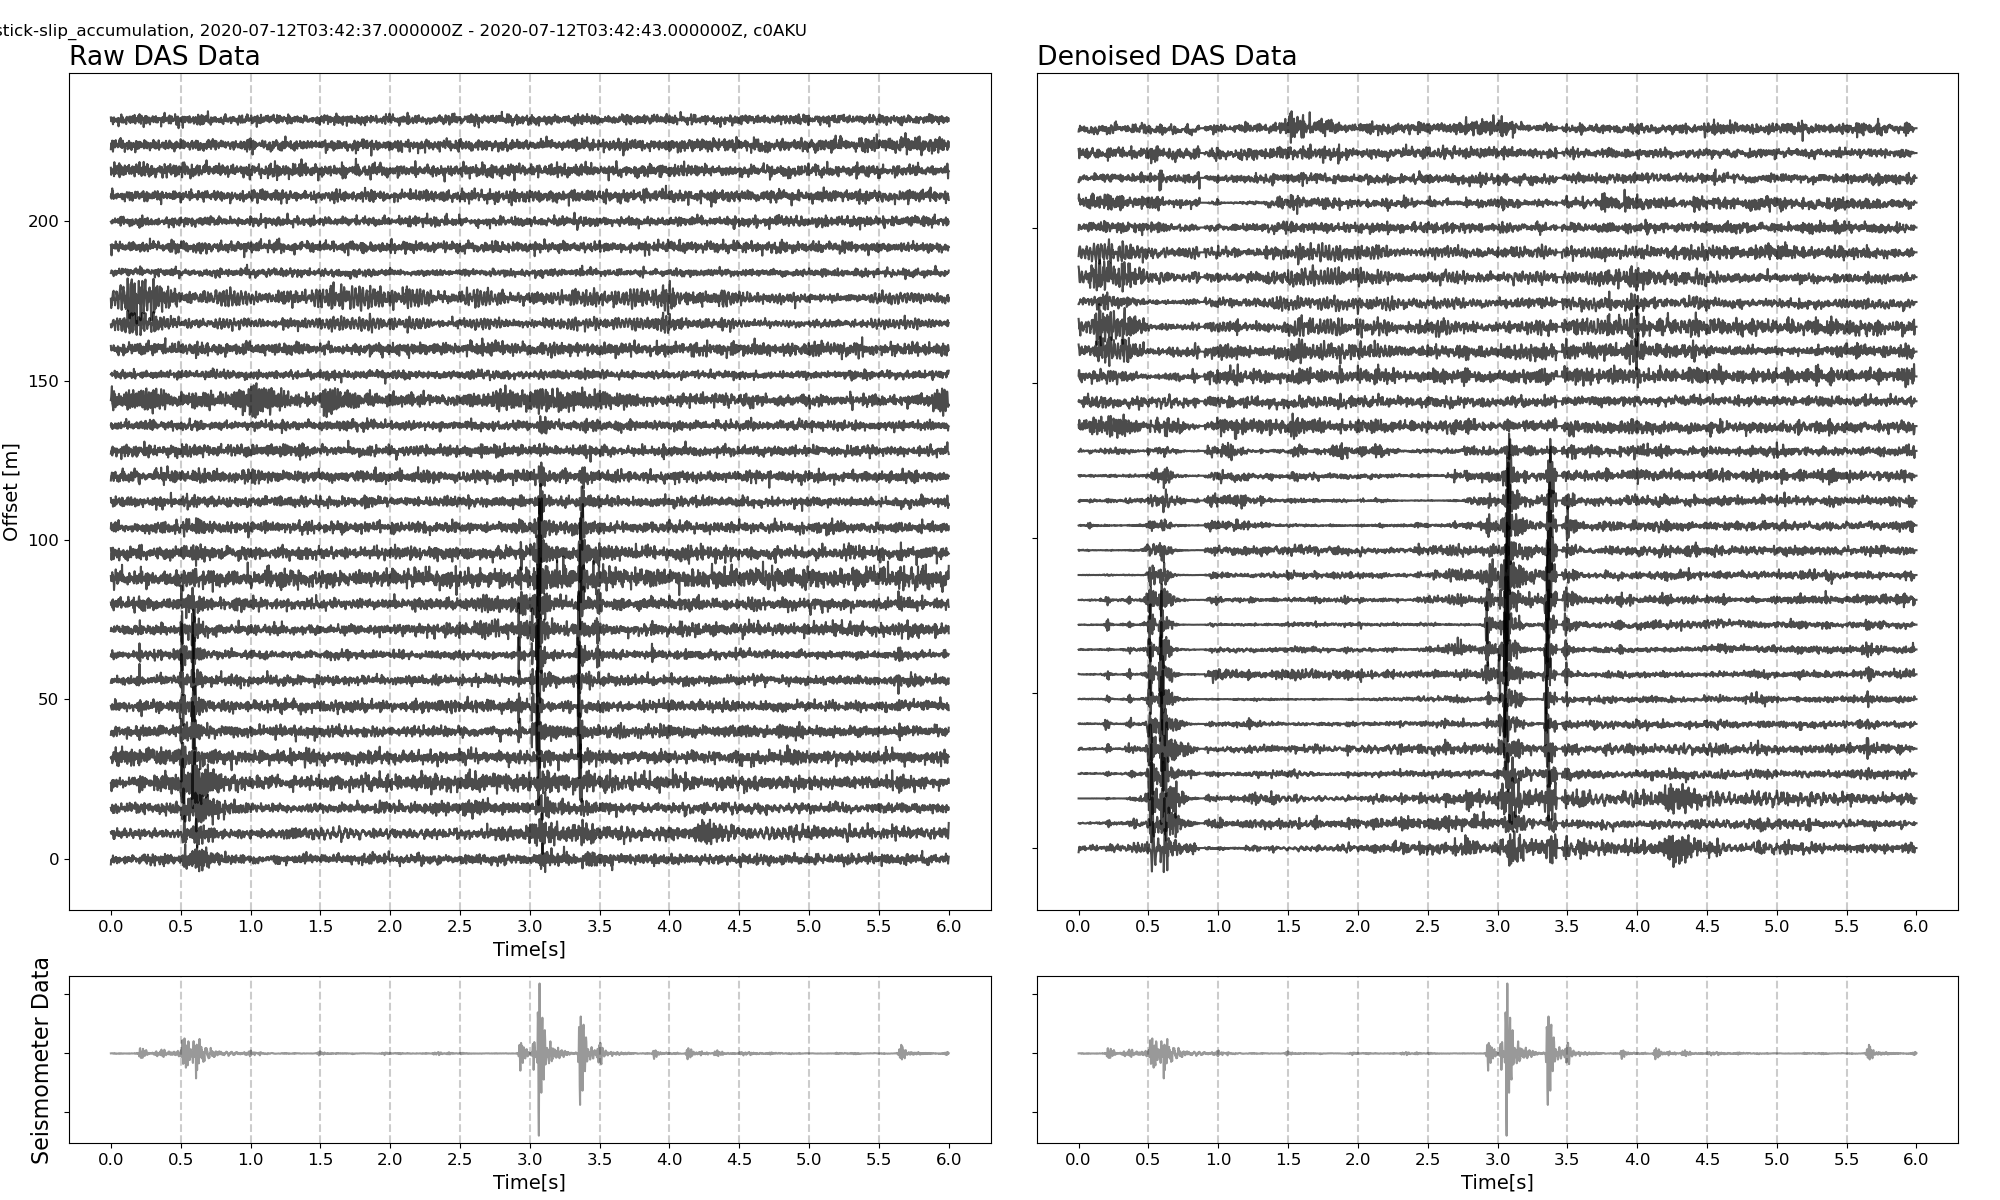 stick-slip_accumulation, 2020-07-12T03:42:37.000000Z - 2020-07-12T03:42:43.000000Z, c0AKU
Raw DAS Data
Denoised DAS Data
Offset [m]
200
150
100
50
0
0.0 0.5 1.0 1.5 2.0 2.5 3.0 3.5 4.0 4.5 5.0 5.5 6.0
Time[s]
0.0 0.5 1.0 1.5 2.0 2.5 3.0 3.5 4.0 4.5 5.0 5.5 6.0
Seismometer Data
0.0 0.5 1.0 1.5 2.0 2.5 3.0 3.5 4.0 4.5 5.0 5.5 6.0
Time[s]
0.0 0.5 1.0 1.5 2.0 2.5 3.0 3.5 4.0 4.5 5.0 5.5 6.0
Time[s]